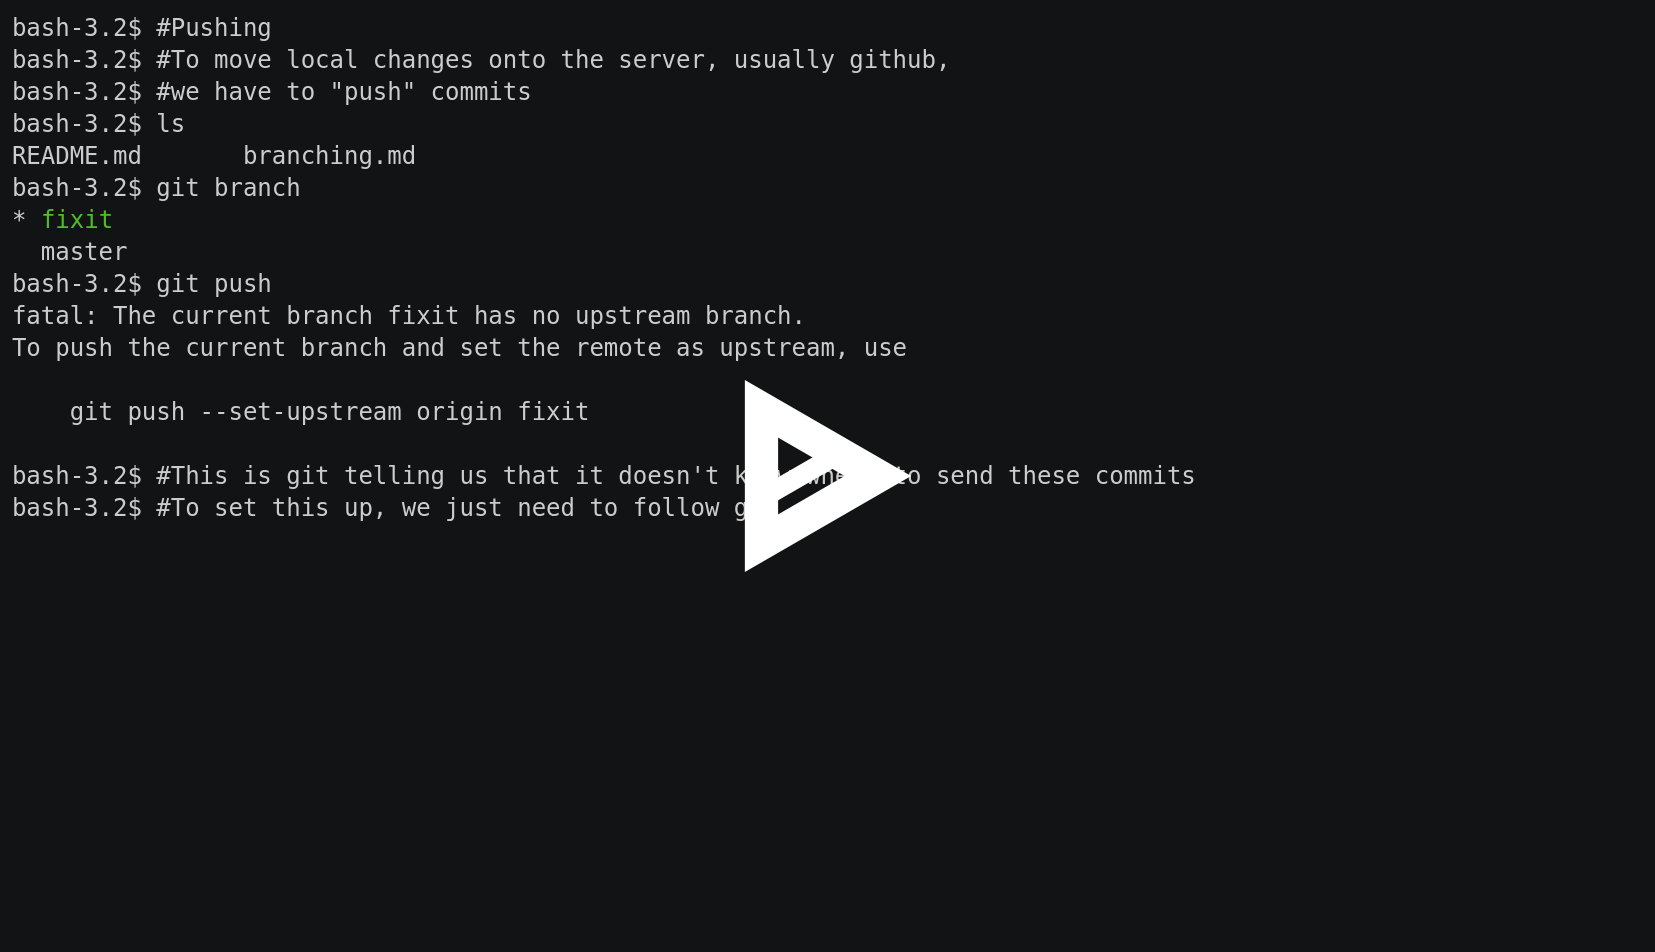 bash-3.2$ #Pushing
bash-3.2$ #To move local changes onto the server, usually github,
bash-3.2$ #we have to "push" commits
bash-3.2$ ls
README.md       branching.md
bash-3.2$ git branch
* fixit
  master
bash-3.2$ git push
fatal: The current branch fixit has no upstream branch.
To push the current branch and set the remote as upstream, use
    git push --set-upstream origin fixit
bash-3.2$ #This is git telling us that it doesn't to send these commits
bash-3.2$ #To set this up, we just need to follow